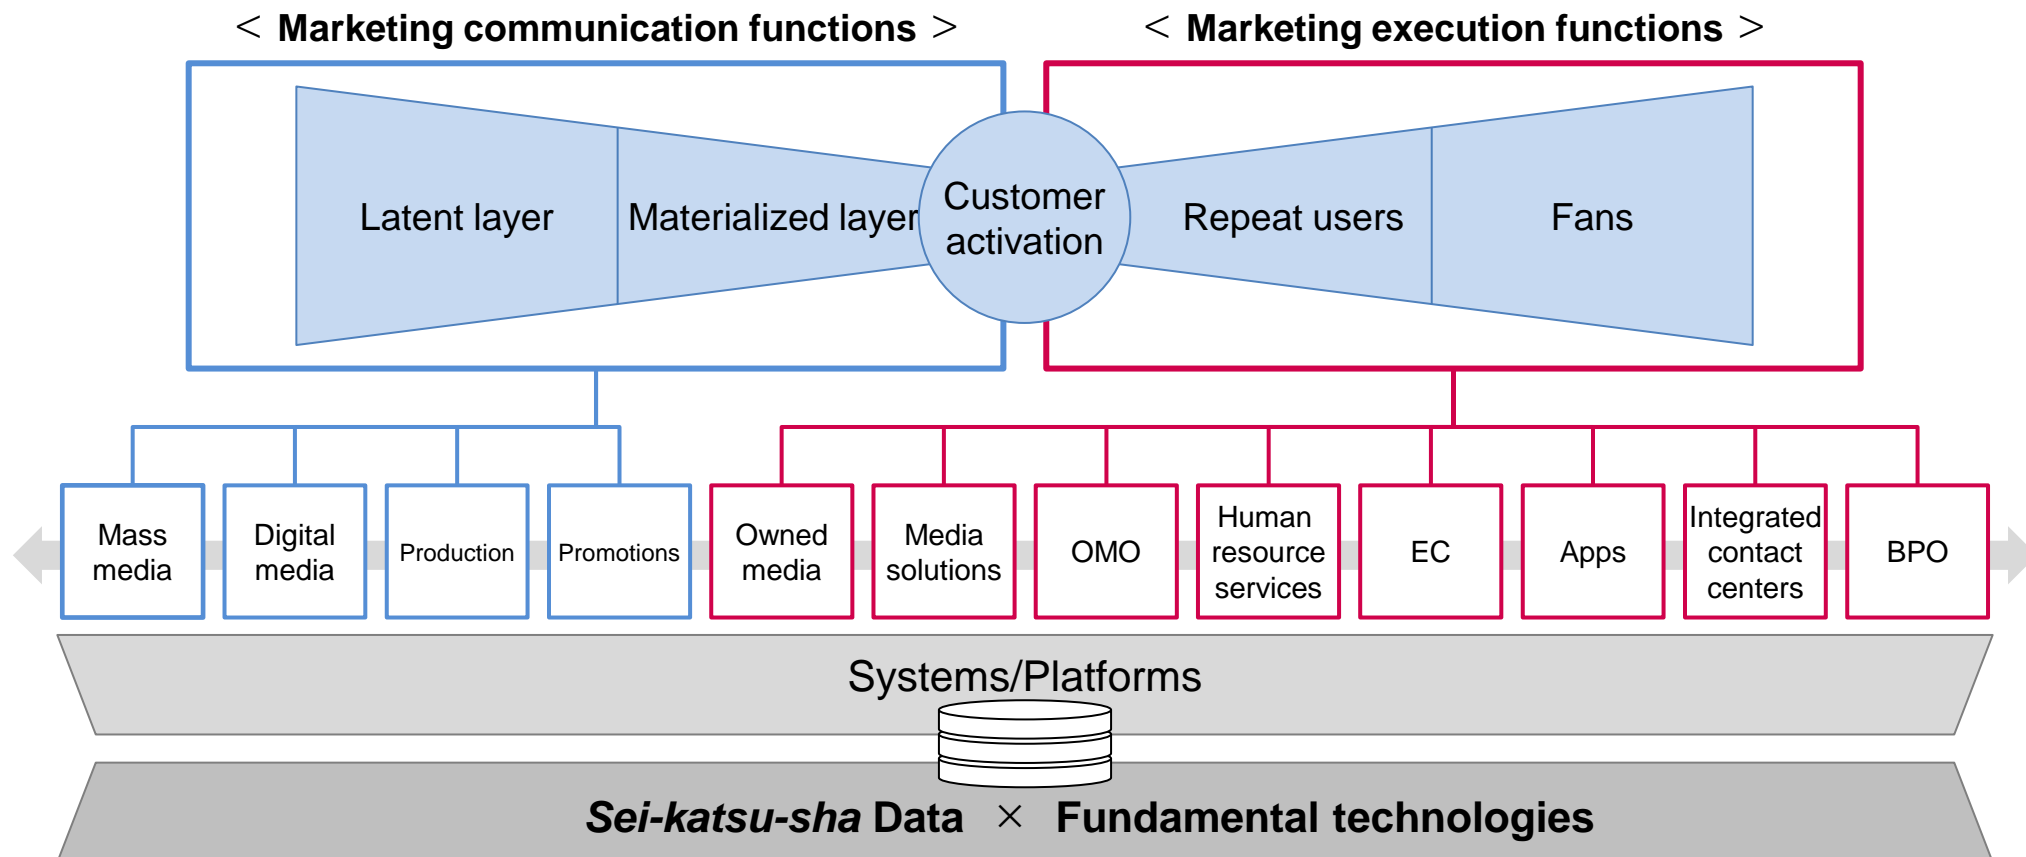 < Marketing communication functions >
< Marketing execution functions >
Latent layer
Materialized layer
Customer
activation
Repeat users
Fans
Mass
media
Digital
media
Production
Promotions
Owned
media
Media
solutions
OMO
Human
resource
services
EC
Apps
Integrated
contact
centers
BPO
Systems/Platforms
Sei-katsu-sha Data × Fundamental technologies